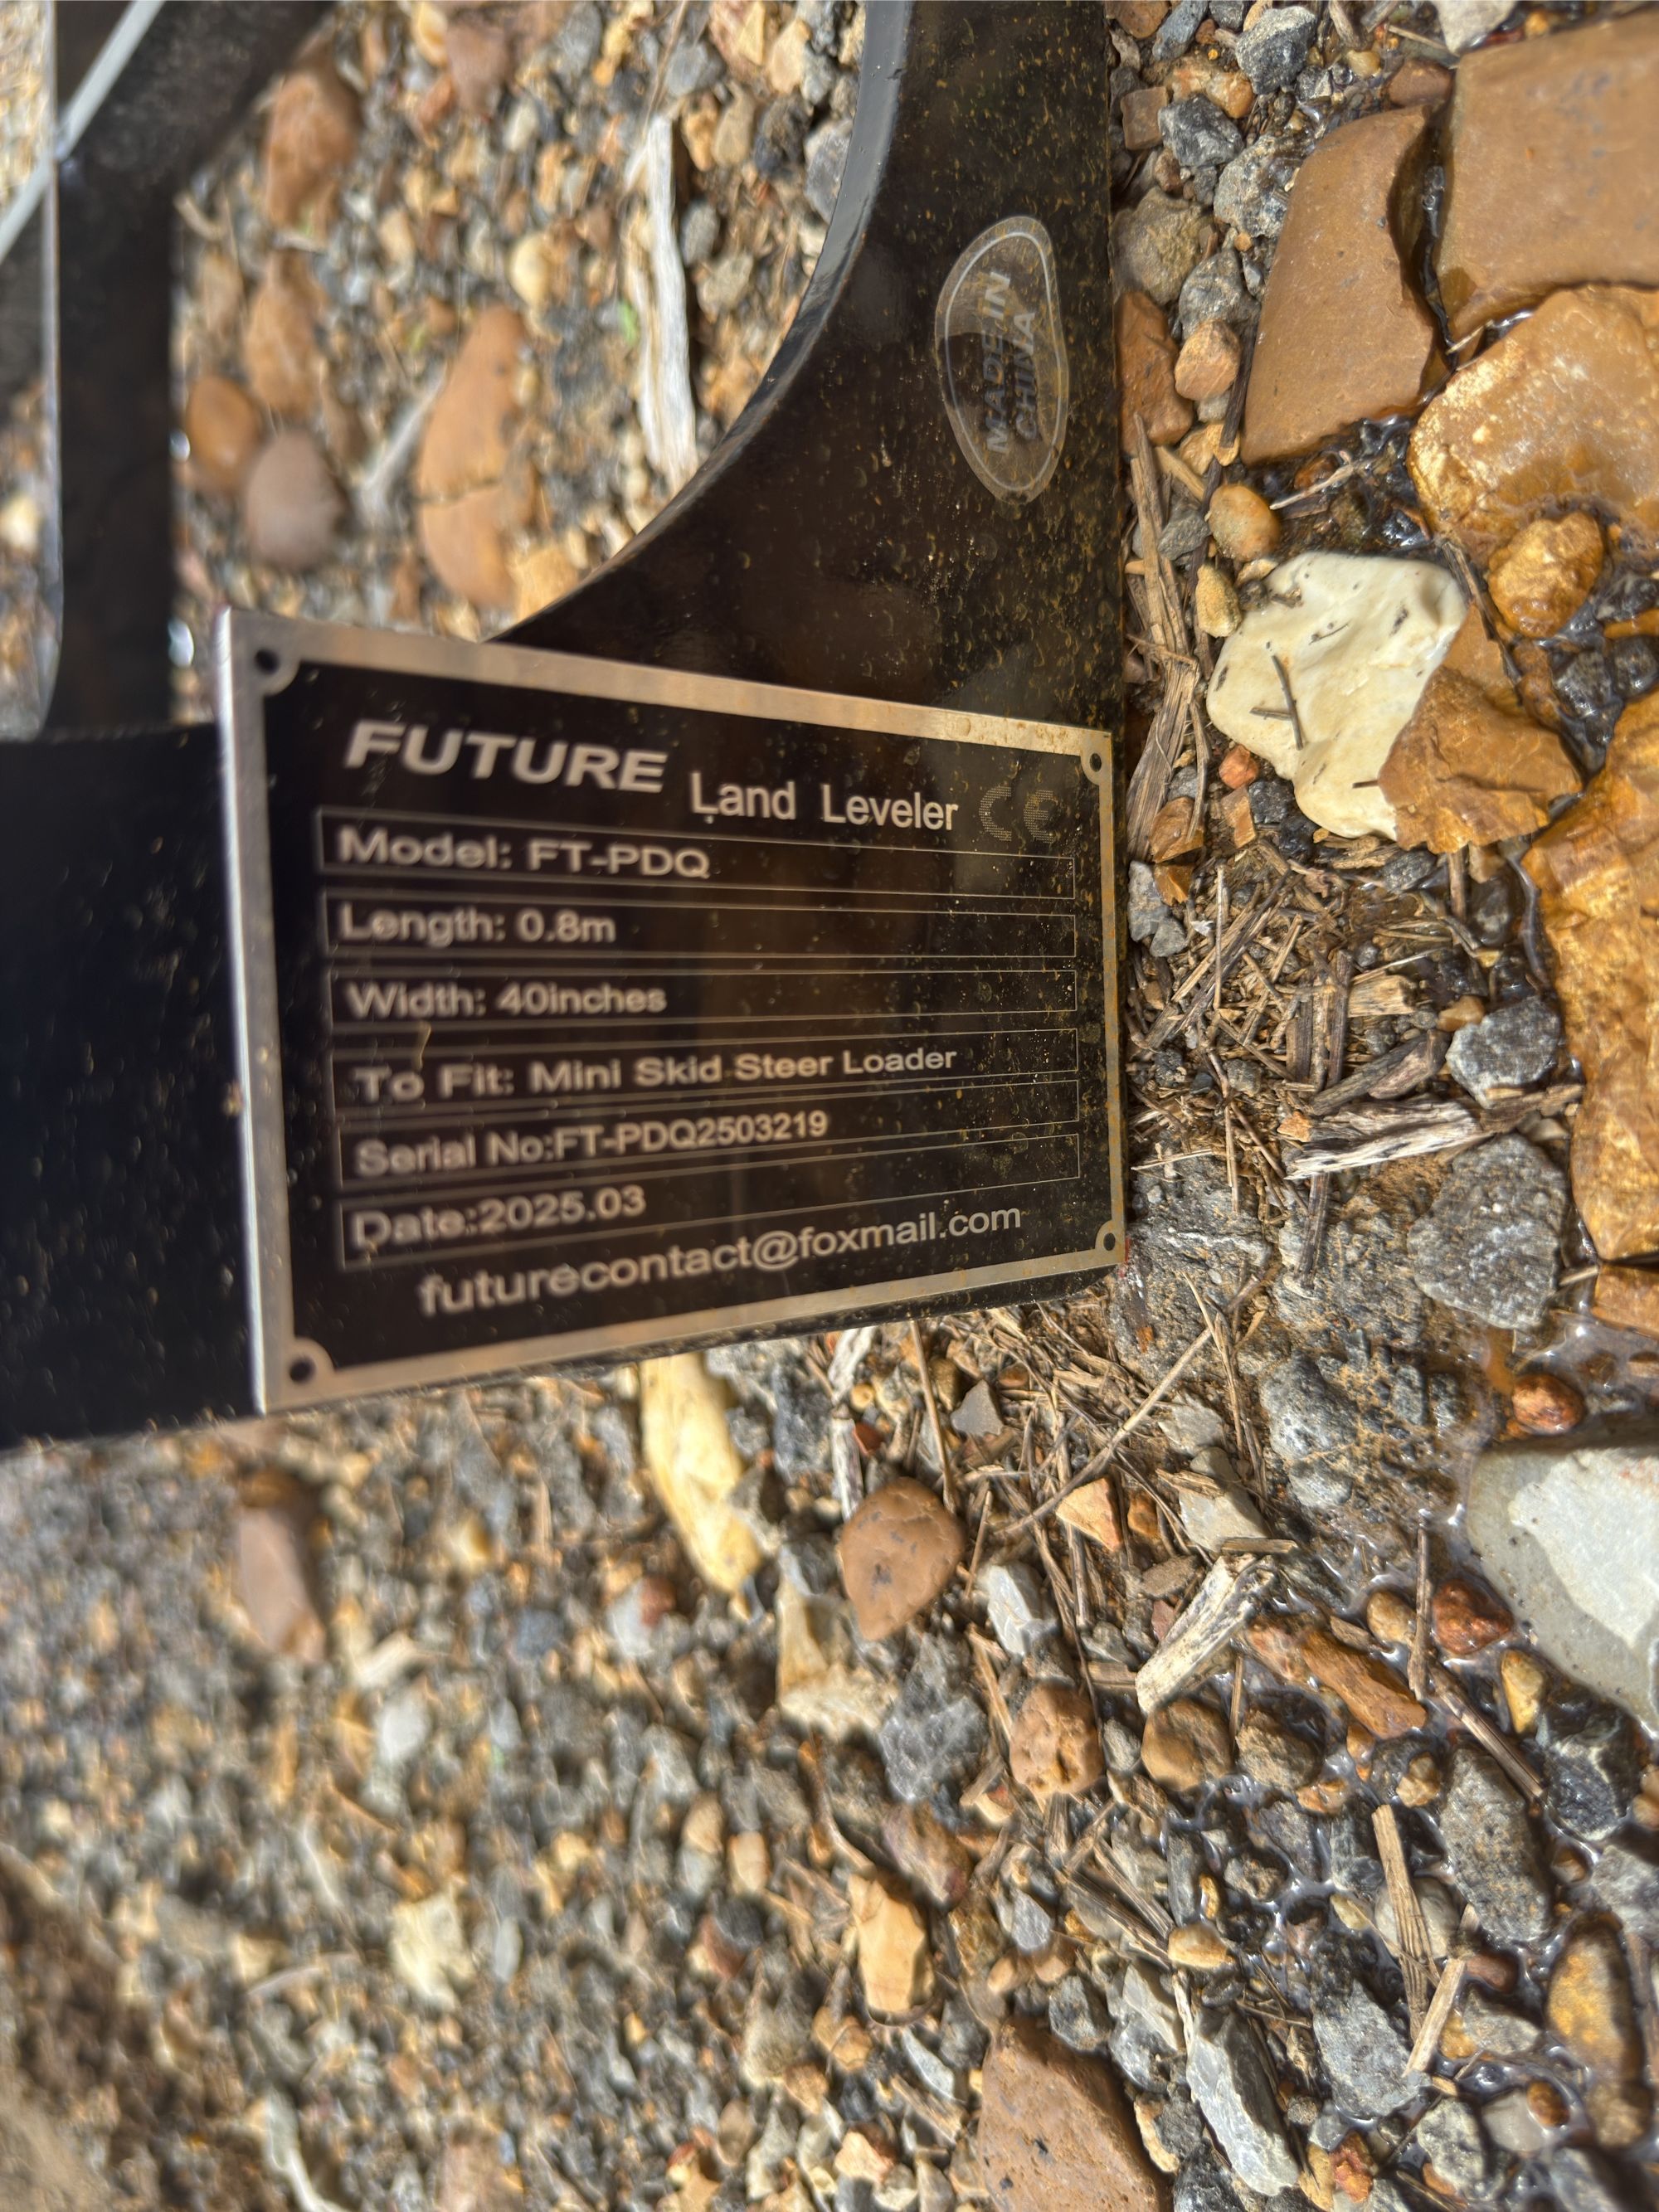 MADE IN
CHINA
FUTURE Land Leveler CE
Model: FT-PDQ
Length: 0.8m
Width: 40inches
To Fit: Mini Skid Steer Loader
Serial No:FT-PDQ2503219
Date:2025.03
futurecontact@foxmail.com